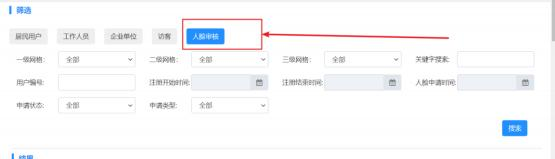 筛选
居民用户 工作人员 企业单位 访客 人脸审核
一级网格: 全部 二级网格: 全部 三级网格: 全部 关键字搜索:
用户编号: 注册开始时间: 注册结束时间: 人脸申请时间:
申请状态: 全部 申请类型: 全部
搜索
结果